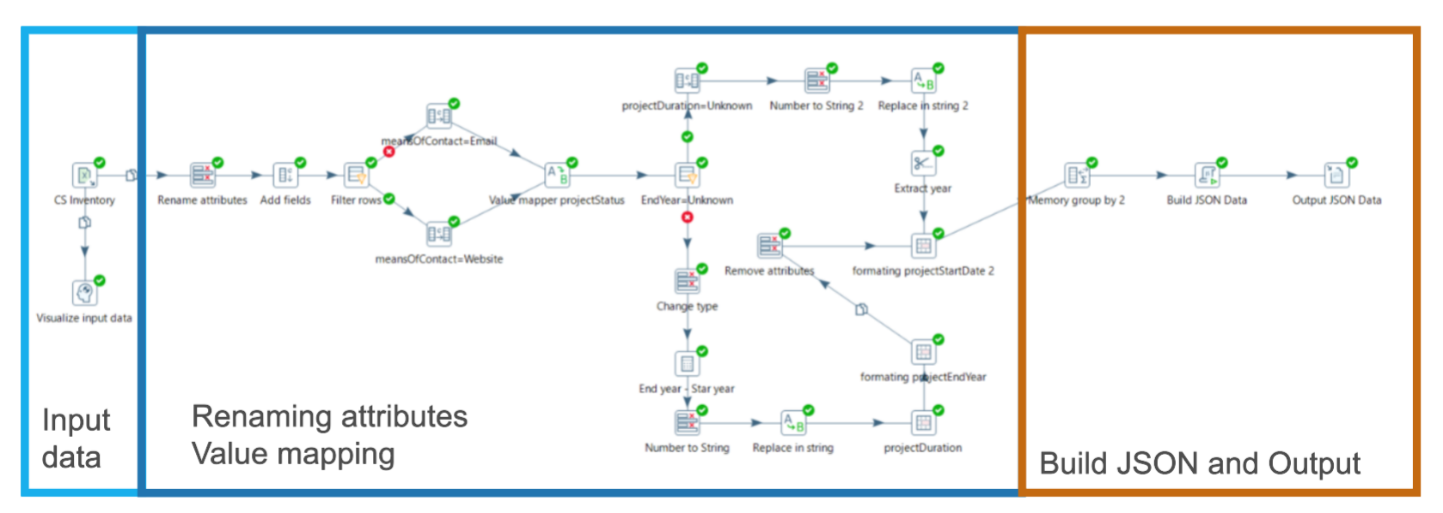 projectDuration=Unknown
Number to String 2
Replace in string 2
meansOfContact=Email
CS Inventory
Rename attributes
Add fields
Filter rows
Value mapper projectStatus
EndYear=Unknown
Extract year
Memory group by 2
Build JSON Data
Output JSON Data
meansOfContact=Website
Remove attributes
formating projectStartDate 2
Visualize input data
Change type
End year - Star year
formating projectEndYear
Number to String
Replace in string
projectDuration
Input
data
Renaming attributes
Value mapping
Build JSON and Output